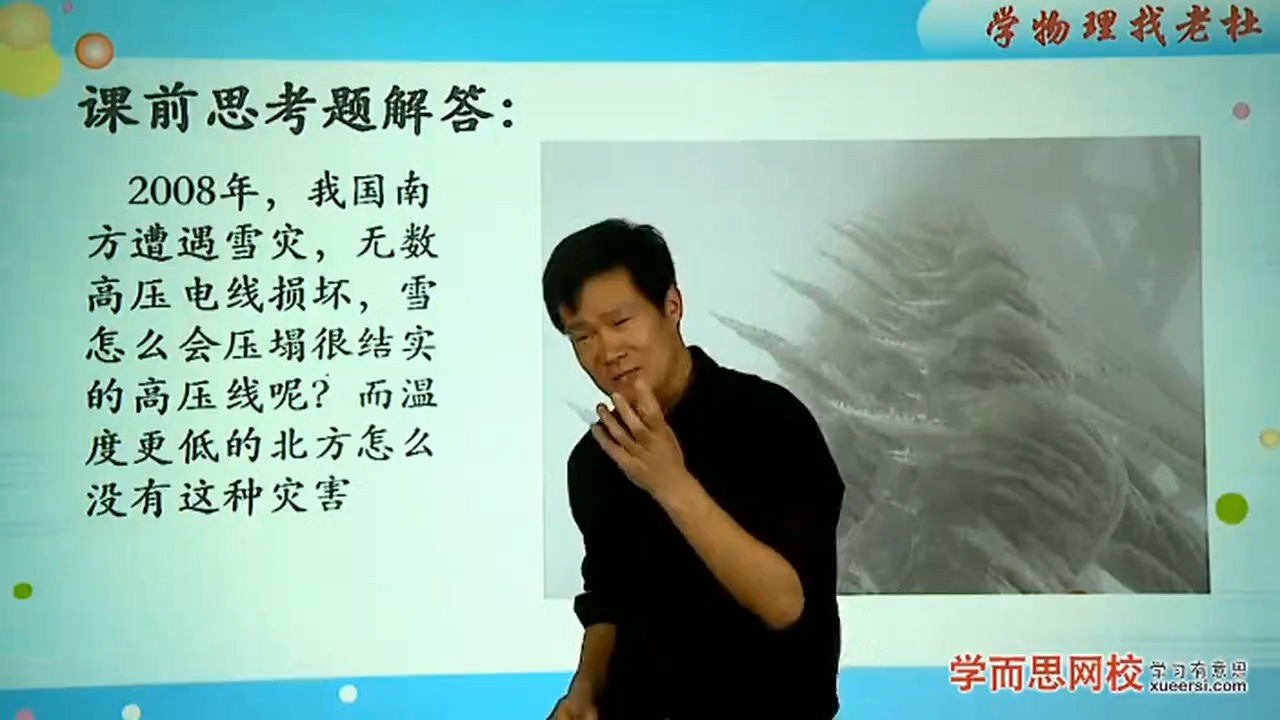 学物理找老杜
课前思考题解答：
2008年，我国南
方遭遇雪灾，无数
高压电线损坏，雪
怎么会压塌很结实
的高压线呢？而温
度更低的北方怎么
没有这种灾害
学而思网校 学习有意思
xueersi.com